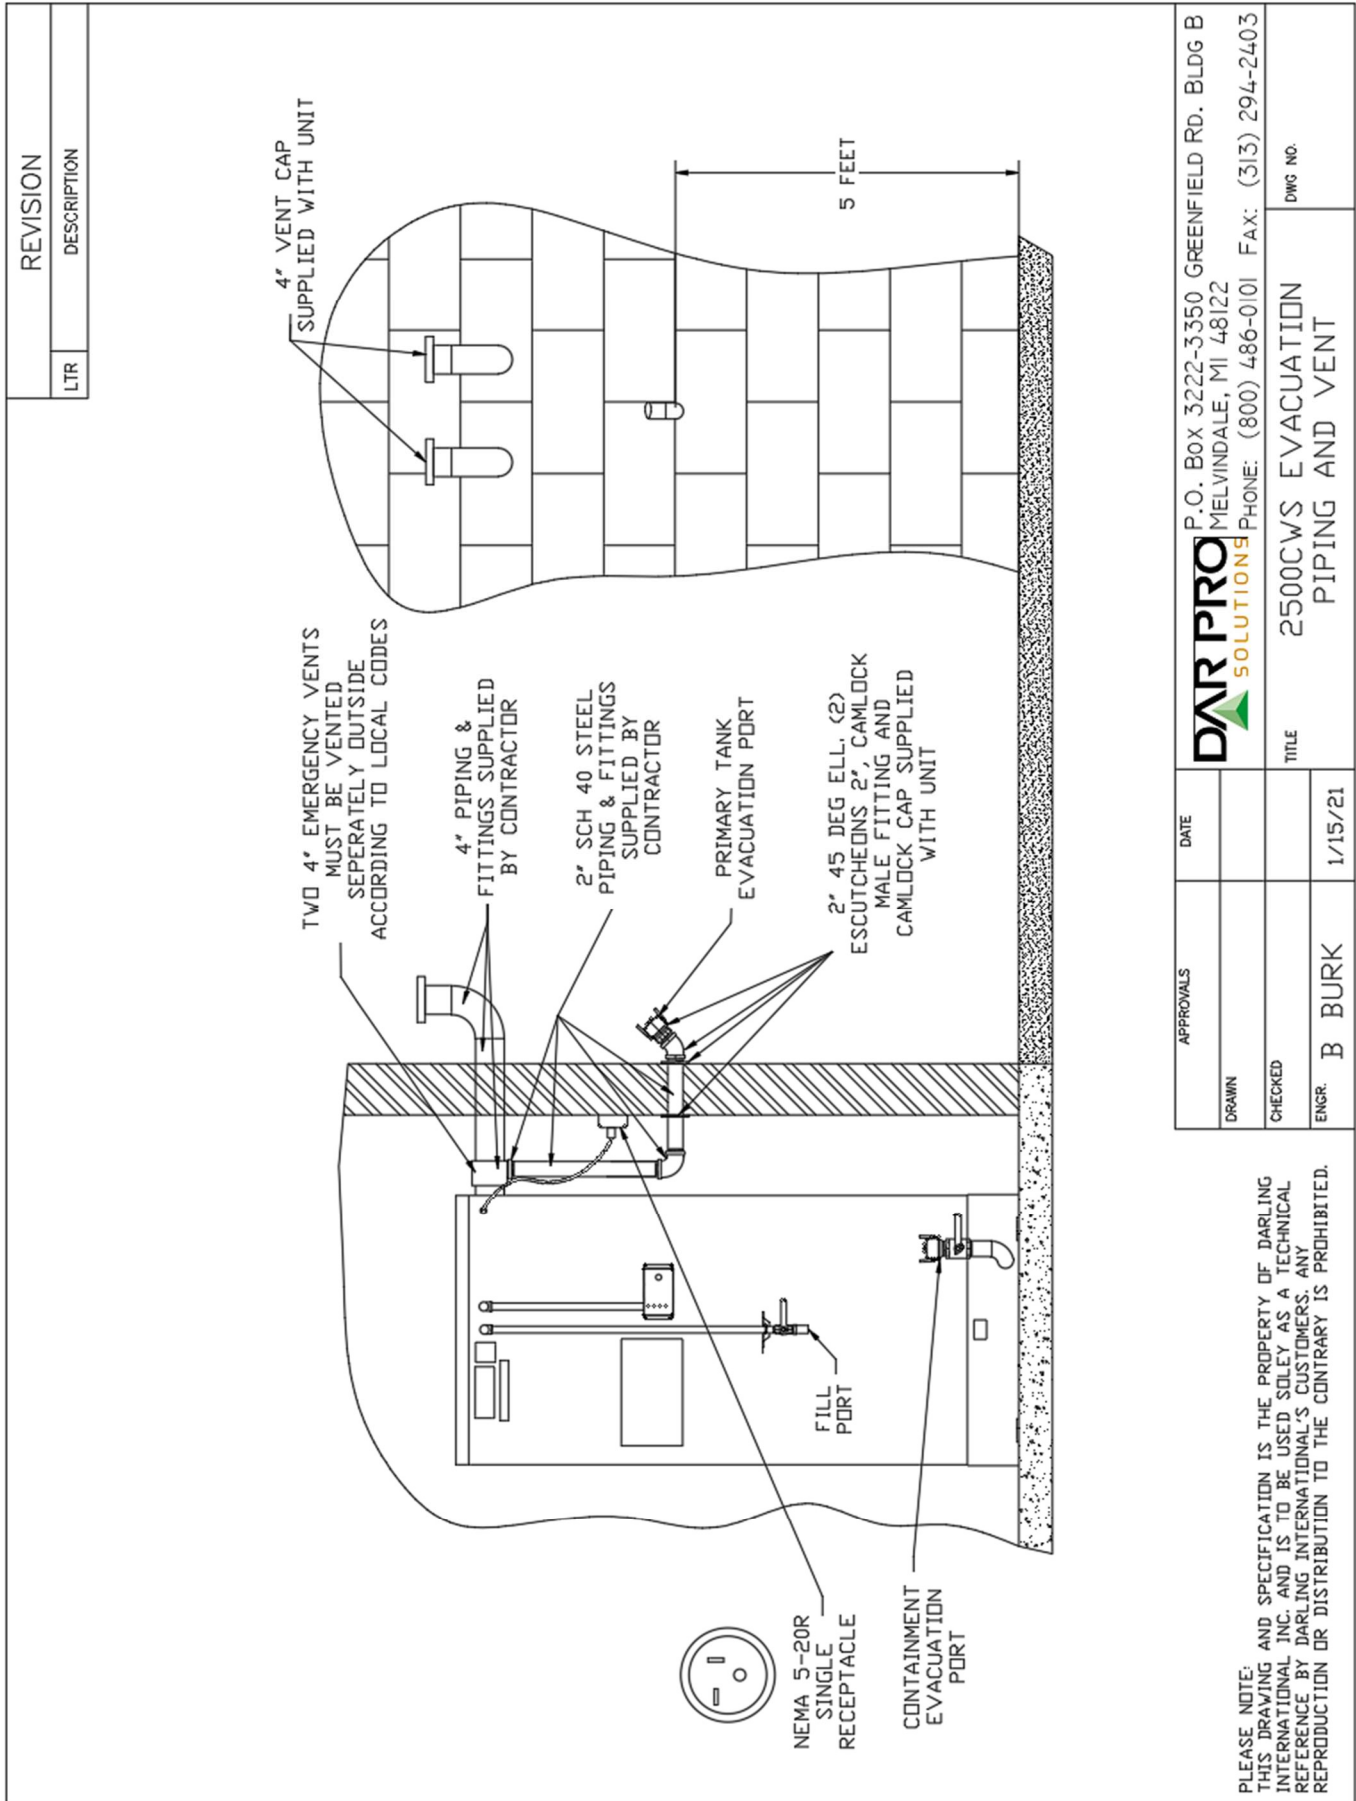 REVISION
LTR
DESCRIPTION
4" VENT CAP
SUPPLIED WITH UNIT
5 FEET
TWO 4" EMERGENCY VENTS
MUST BE VENTED
SEPERATELY OUTSIDE
ACCORDING TO LOCAL CODES
4" PIPING &
FITTINGS SUPPLIED
BY CONTRACTOR
2" SCH 40 STEEL
PIPING & FITTINGS
SUPPLIED BY
CONTRACTOR
PRIMARY TANK
EVACUATION PORT
2" 45 DEG ELL, (2)
ESCUTCHEONS 2", CAMLOCK
MALE FITTING AND
CAMLOCK CAP SUPPLIED
WITH UNIT
FILL
PORT
NEMA 5-20R
SINGLE
RECEPTACLE
CONTAINMENT
EVACUATION
PORT
PLEASE NOTE:
THIS DRAWING AND SPECIFICATION IS THE PROPERTY OF DARLING
INTERNATIONAL INC. AND IS TO BE USED SOLEY AS A TECHNICAL
REFERENCE BY DARLING INTERNATIONAL'S CUSTOMERS. ANY
REPRODUCTION OR DISTRIBUTION TO THE CONTRARY IS PROHIBITED.
APPROVALS
DATE
DRAWN
CHECKED
ENGR. B BURK
1/15/21
DAR PRO
SOLUTIONS
P.O. BOX 3222-3350 GREENFIELD RD. BLDG B
MELVINDALE, MI 48122
PHONE: (800) 486-0101 FAX: (313) 294-2403
TITLE
2500CWS EVACUATION
PIPING AND VENT
DWG NO.